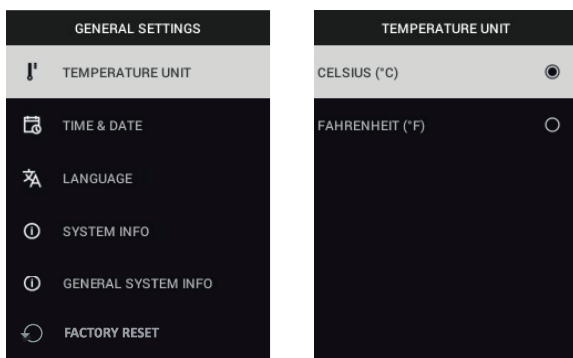 GENERAL SETTINGS
TEMPERATURE UNIT
TIME & DATE
LANGUAGE
SYSTEM INFO
GENERAL SYSTEM INFO
FACTORY RESET
TEMPERATURE UNIT
CELSIUS (°C)
FAHRENHEIT (°F)